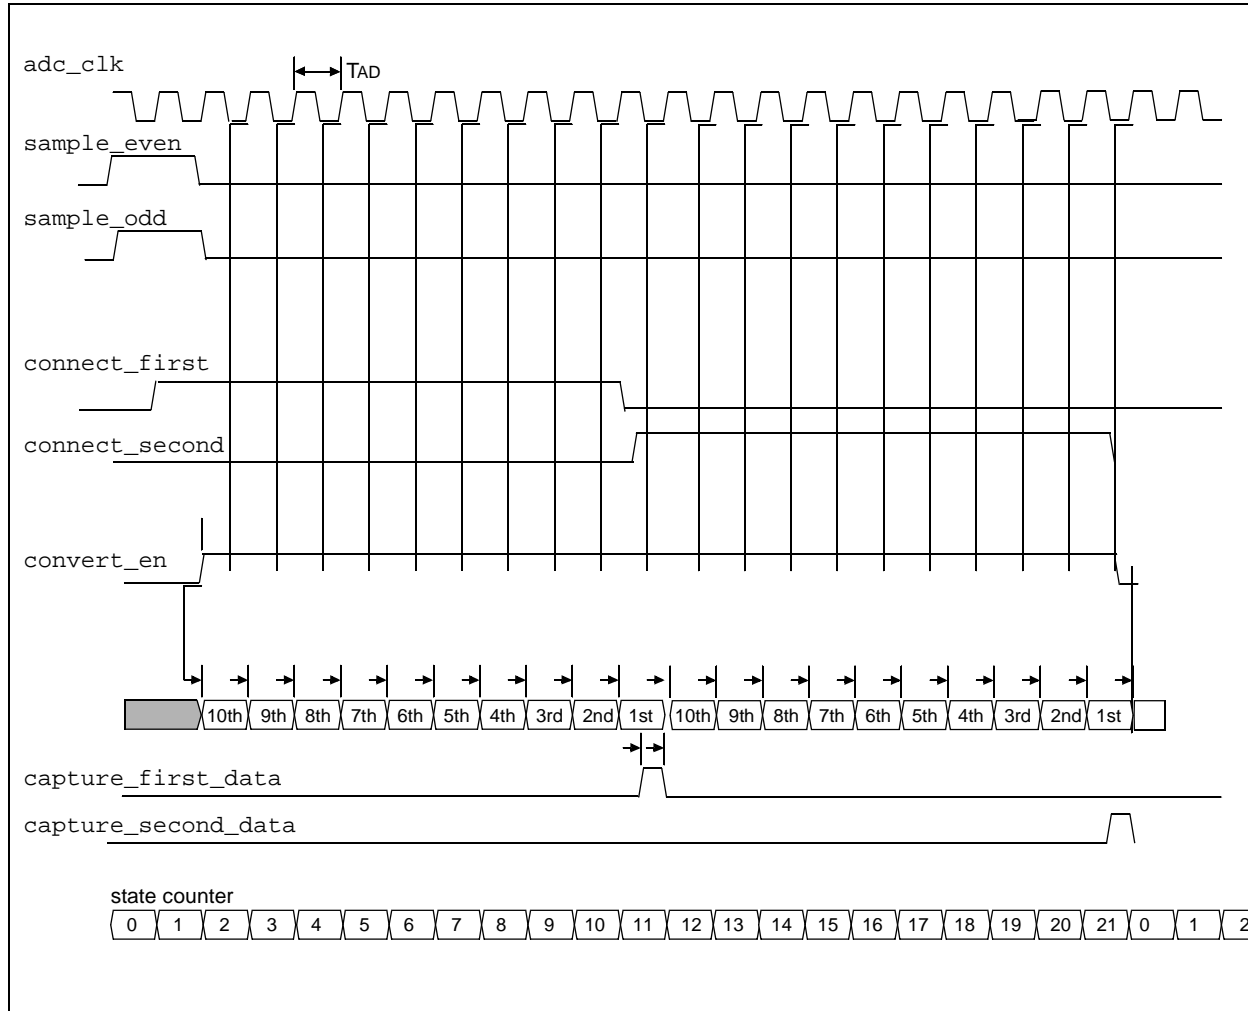 adc_clk
TAD
sample_even
sample_odd
connect_first
connect_second
convert_en
10th 9th 8th 7th 6th 5th 4th 3rd 2nd 1st 10th 9th 8th 7th 6th 5th 4th 3rd 2nd 1st
capture_first_data
capture_second_data
state counter
0 1 2 3 4 5 6 7 8 9 10 11 12 13 14 15 16 17 18 19 20 21 0 1 2